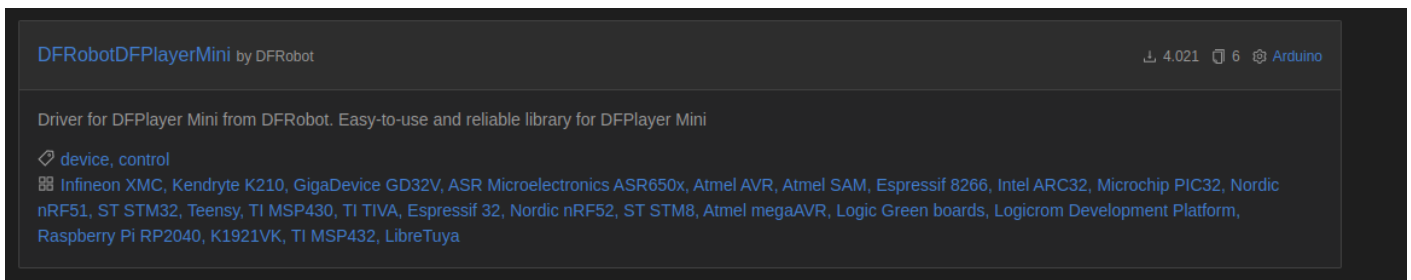 DFRobotDFPlayerMini by DFRobot 4.021 6 Arduino
Driver for DFPlayer Mini from DFRobot. Easy-to-use and reliable library for DFPlayer Mini
device, control
Infineon XMC, Kendryte K210, GigaDevice GD32V, ASR Microelectronics ASR650x, Atmel AVR, Atmel SAM, Espressif 8266, Intel ARC32, Microchip PIC32, Nordic
nRF51, ST STM32, Teensy, TI MSP430, TI TIVA, Espressif 32, Nordic nRF52, ST STM8, Atmel megaAVR, Logic Green boards, Logicrom Development Platform,
Raspberry Pi RP2040, K1921VK, TI MSP432, LibreTuya